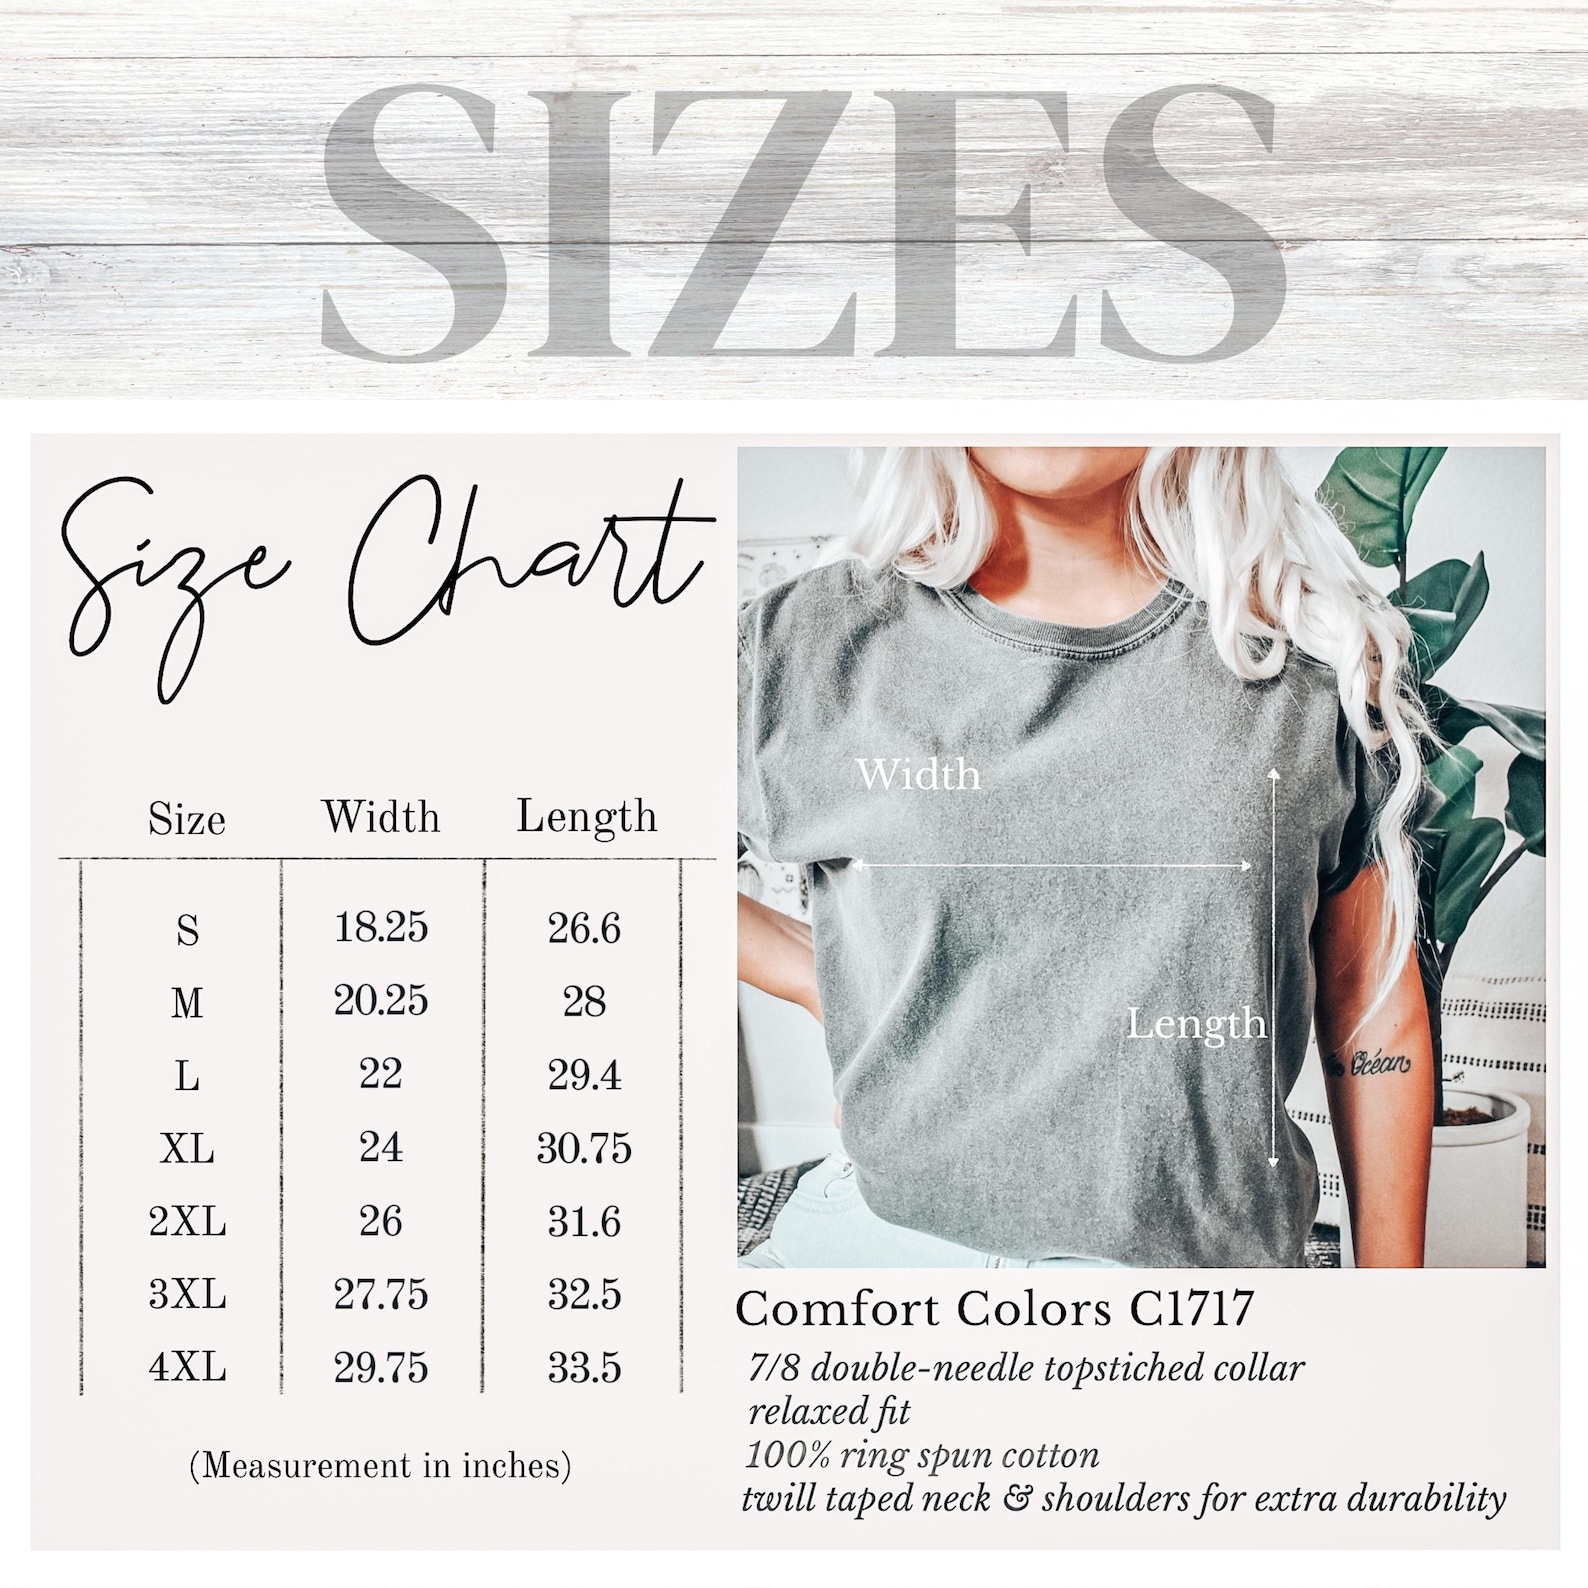 SIZES
Size Chart
Size Width Length
S 18.25 26.6
M 20.25 28
L 22 29.4
XL 24 30.75
2XL 26 31.6
3XL 27.75 32.5
4XL 29.75 33.5
(Measurement in inches)
Width
Length
Océan
Comfort Colors C1717
7/8 double-needle topstiched collar
relaxed fit
100% ring spun cotton
twill taped neck & shoulders for extra durability